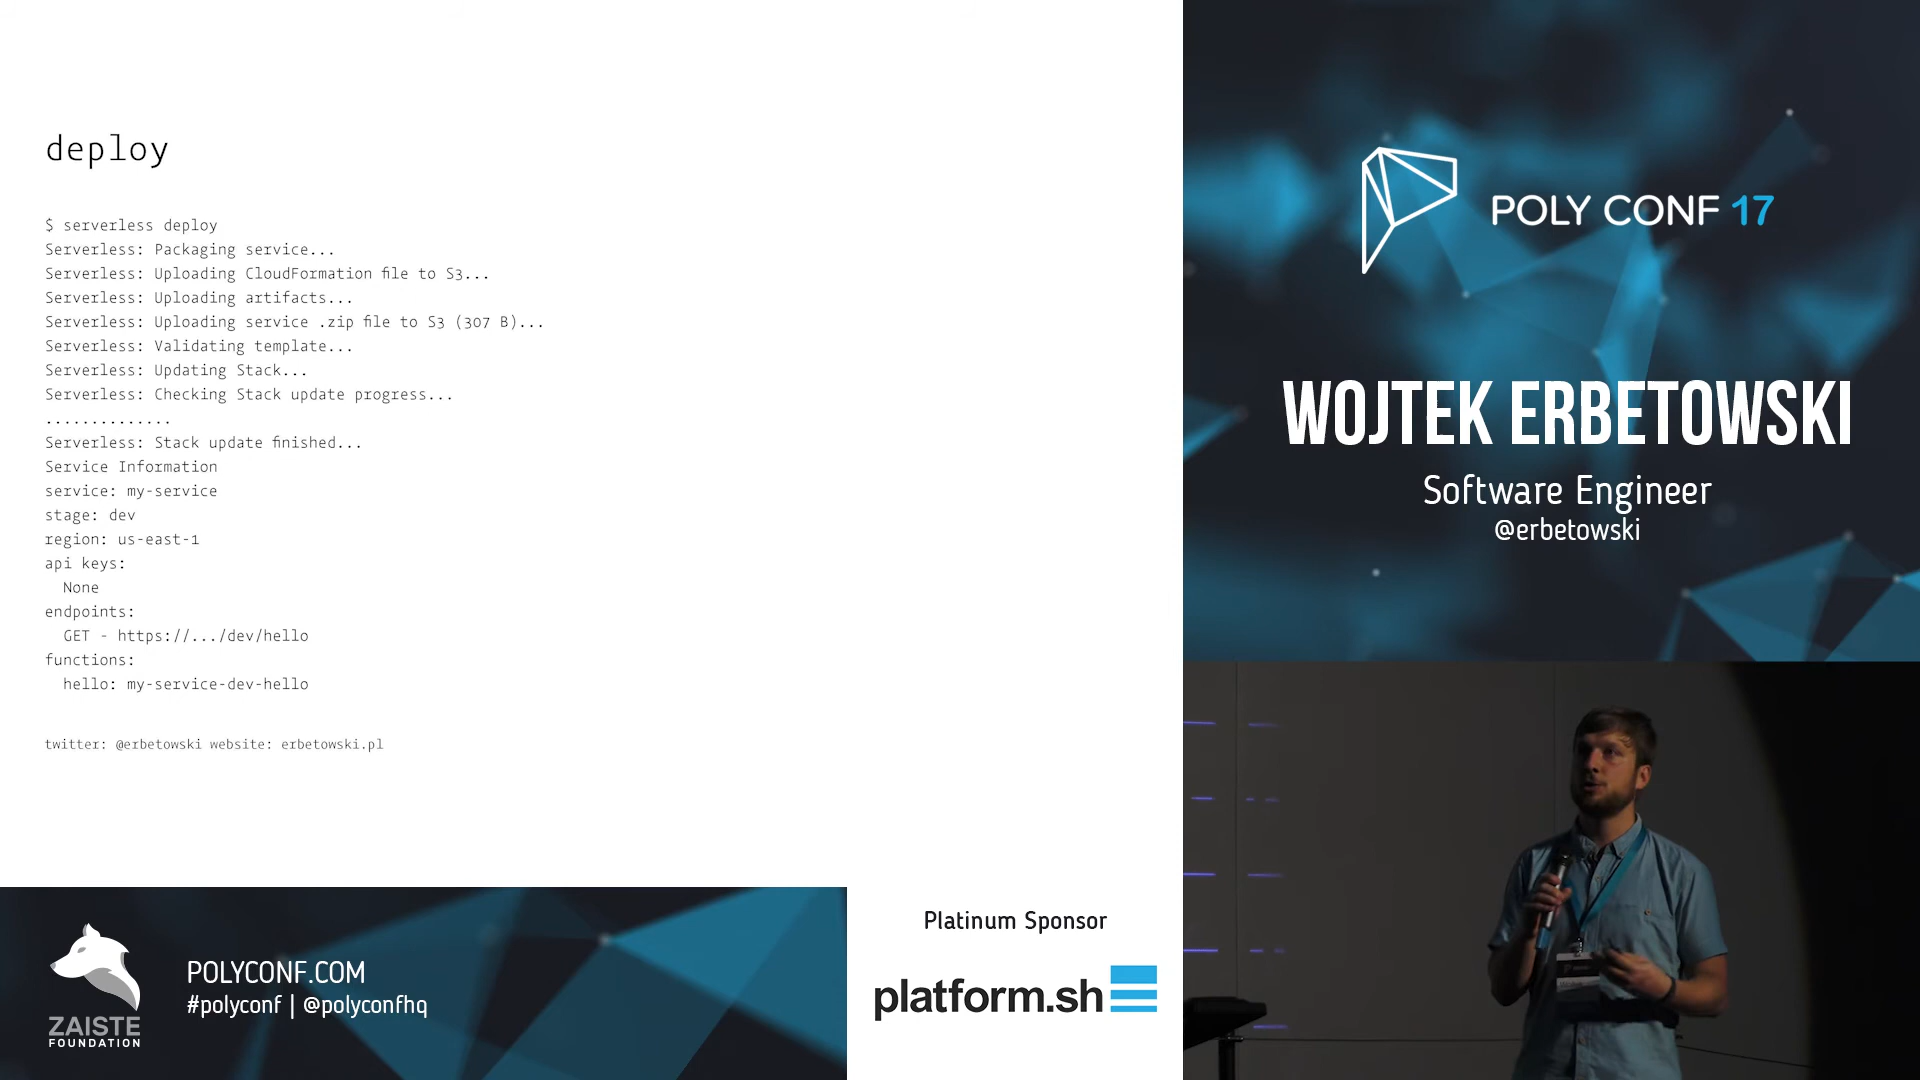 deploy
$ serverless deploy
Serverless: Packaging service...
Serverless: Uploading CloudFormation file to S3...
Serverless: Uploading artifacts...
Serverless: Uploading service .zip file to S3 (307 B)...
Serverless: Validating template...
Serverless: Updating Stack...
Serverless: Checking Stack update progress...
..............
Serverless: Stack update finished...
Service Information
service: my-service
stage: dev
region: us-east-1
api keys:
None
endpoints:
GET - https://.../dev/hello
functions:
hello: my-service-dev-hello
twitter: @erbetowski website: erbetowski.pl
POLY CONF 17
WOJTEK ERBETOWSKI
Software Engineer
@erbetowski
ZAISTE
FOUNDATION
POLYCONF.COM
#polyconf | @polyconfhq
Platinum Sponsor
platform.sh